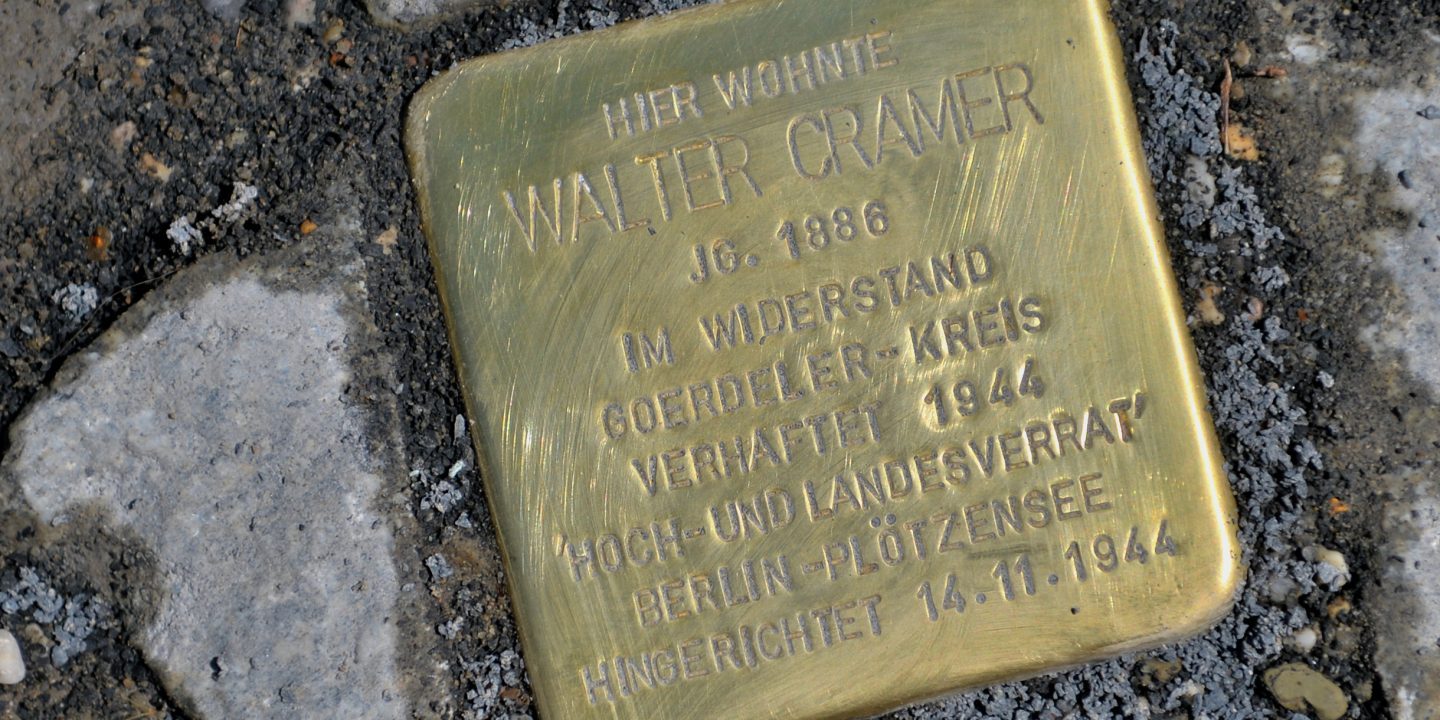 HIER WOHNTE
WALTER CRAMER
JG. 1886
IM WIDERSTAND
GOERDELER-KREIS
VERHAFTET 1944
'HOCH-UND LANDESVERRAT'
BERLIN-PLÖTZENSEE
HINGERICHTET 14.11.1944